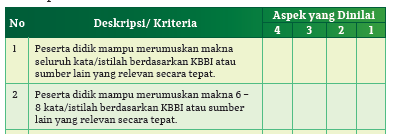 No Deskripsi/ Kriteria Aspek yang Dinilai
4 3 2 1
1 Peserta didik mampu merumuskan makna
seluruh kata/istilah berdasarkan KBBI atau
sumber lain yang relevan secara tepat.
2 Peserta didik mampu merumuskan makna 6 –
8 kata/istilah berdasarkan KBBI atau sumber
lain yang relevan secara tepat.